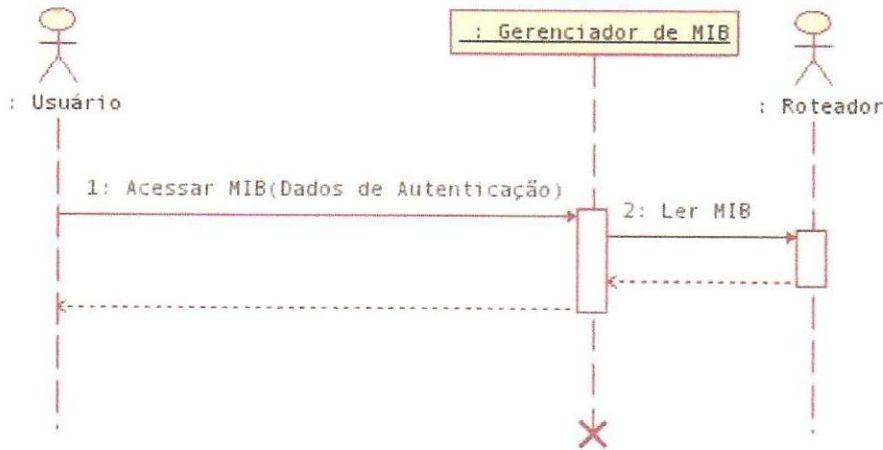 _: Gerenciador de MIB
: Usuário
: Roteador
1: Acessar MIB(Dados de Autenticação)
2: Ler MIB